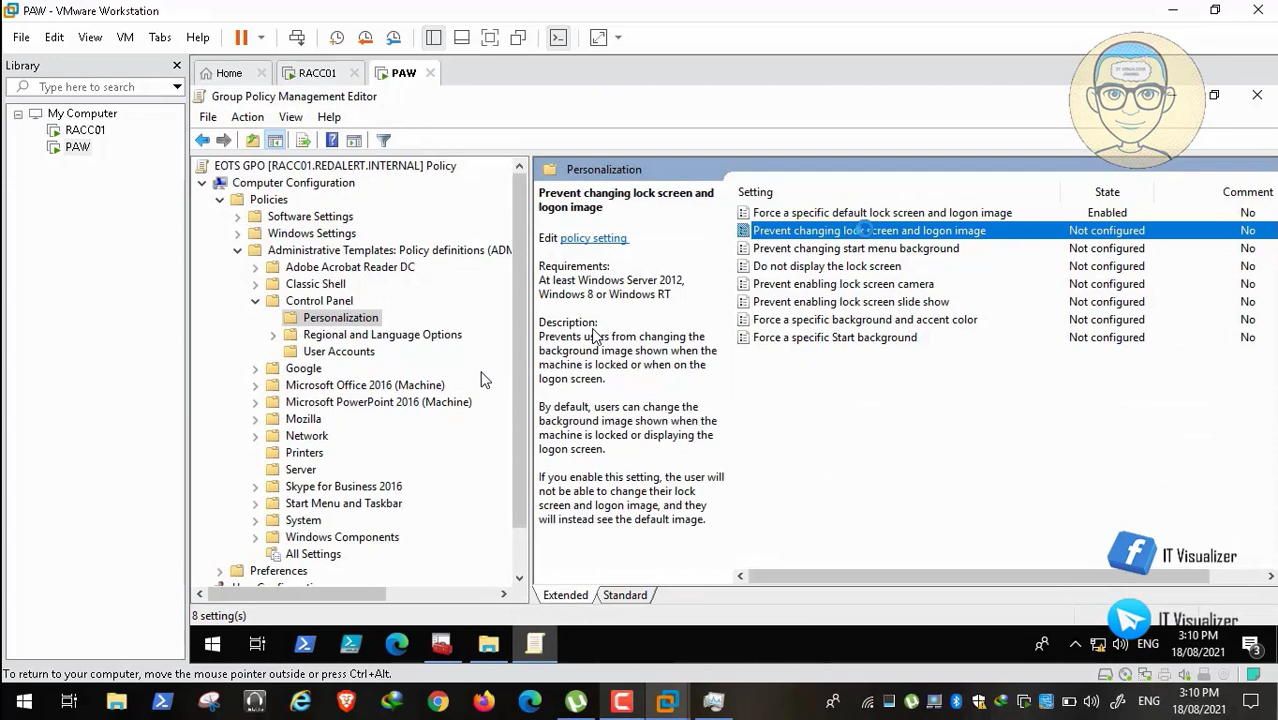 PAW - VMware Workstation
File Edit View VM Tabs Help
Library
Type here to search
My Computer
RACC01
PAW
Home RACC01 PAW
IT VISUALIZER
CHANNEL
Group Policy Management Editor
File Action View Help
EOTS GPO [RACC01.REDALERT.INTERNAL] Policy
Computer Configuration
Policies
Software Settings
Windows Settings
Administrative Templates: Policy definitions (ADM
Adobe Acrobat Reader DC
Classic Shell
Control Panel
Personalization
Regional and Language Options
User Accounts
Google
Microsoft Office 2016 (Machine)
Microsoft PowerPoint 2016 (Machine)
Mozilla
Network
Printers
Server
Skype for Business 2016
Start Menu and Taskbar
System
Windows Components
All Settings
Preferences
Personalization
Prevent changing lock screen and
logon image
Edit policy setting
Requirements:
At least Windows Server 2012,
Windows 8 or Windows RT
Description:
Prevents users from changing the
background image shown when the
machine is locked or when on the
logon screen.
By default, users can change the
background image shown when the
machine is locked or displaying the
logon screen.
If you enable this setting, the user will
not be able to change their lock
screen and logon image, and they
will instead see the default image.
Setting State Comment
Force a specific default lock screen and logon image Enabled No
Prevent changing lock screen and logon image Not configured No
Prevent changing start menu background Not configured No
Do not display the lock screen Not configured No
Prevent enabling lock screen camera Not configured No
Prevent enabling lock screen slide show Not configured No
Force a specific background and accent color Not configured No
Force a specific Start background Not configured No
IT Visualizer
Extended Standard
8 setting(s)
IT Visualizer
ENG 3:10 PM
18/08/2021
3
To return to your computer, move the mouse pointer outside or press Ctrl+Alt.
ENG 3:10 PM
18/08/2021